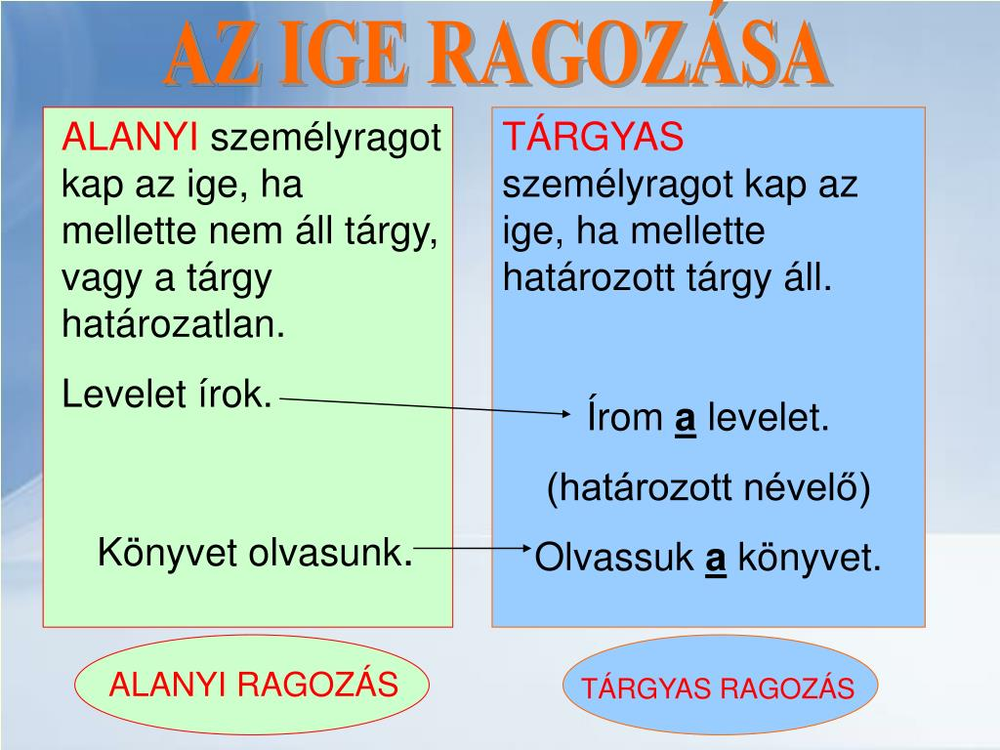 AZ IGE RAGOZÁSA
ALANYI személyragot
kap az ige, ha
mellette nem áll tárgy,
vagy a tárgy
határozatlan.
Levelet írok.
Könyvet olvasunk.
TÁRGYAS
személyragot kap az
ige, ha mellette
határozott tárgy áll.
Írom a levelet.
(határozott névelő)
Olvassuk a könyvet.
ALANYI RAGOZÁS
TÁRGYAS RAGOZÁS